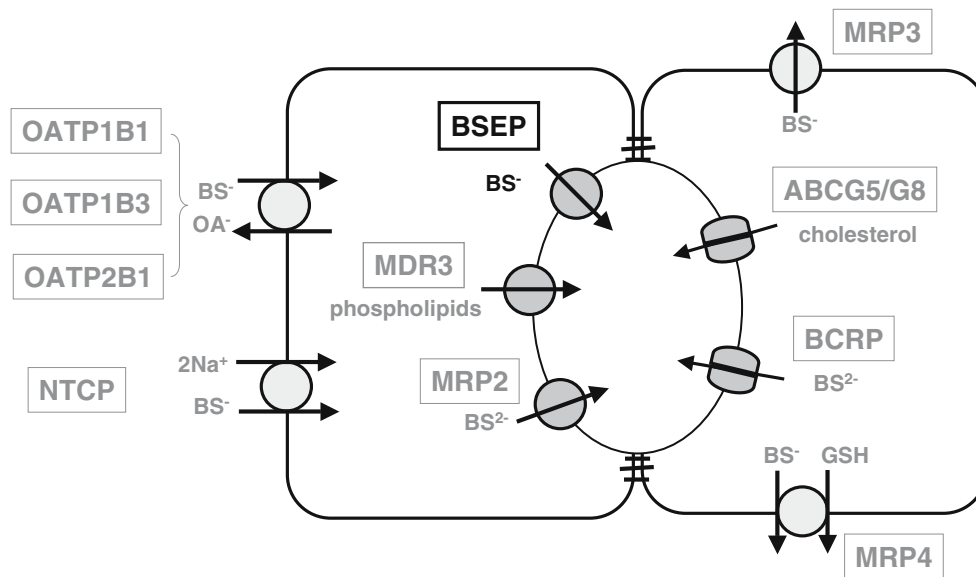 MRP3
BS⁻
OATP1B1
OATP1B3
OATP2B1
BS⁻
OA⁻
BSEP
BS⁻
ABCG5/G8
cholesterol
MDR3
phospholipids
2Na⁺
BS⁻
NTCP
MRP2
BS²⁻
BCRP
BS²⁻
BS⁻ GSH
MRP4